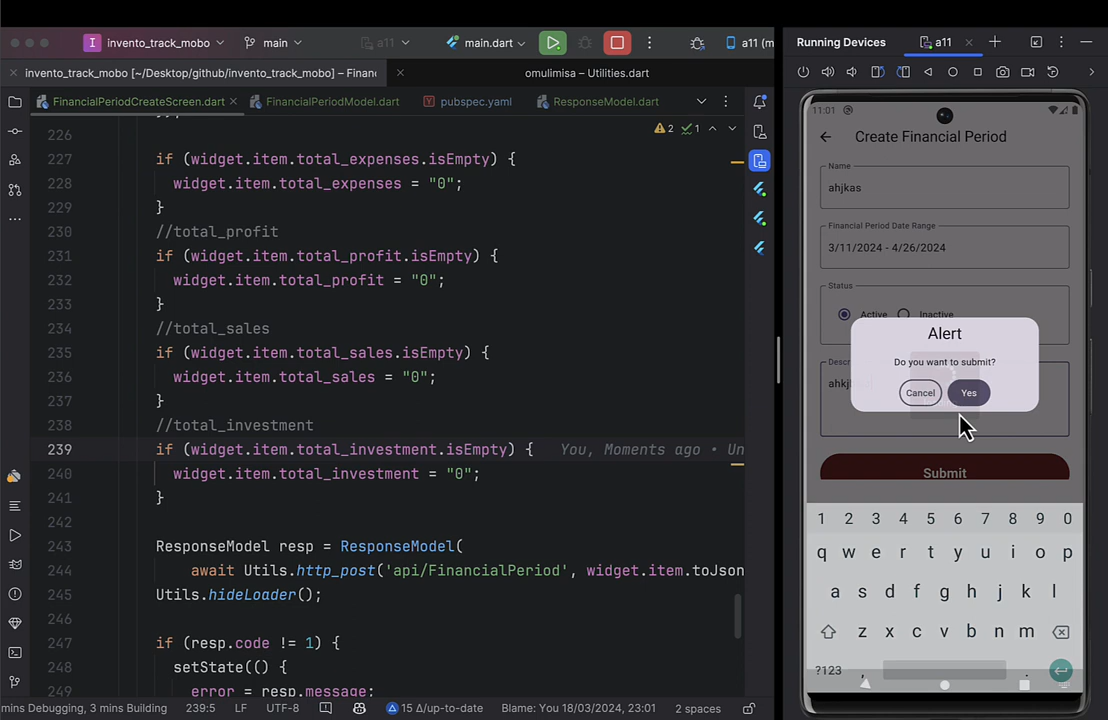 I invento_track_mobo
main
a11
main.dart
a11 (m
invento_track_mobo [~/Desktop/github/invento_track_mobo] – Financ
omulimisa – Utilities.dart
FinancialPeriodCreateScreen.dart
FinancialPeriodModel.dart
pubspec.yaml
ResponseModel.dart
2 1
226
227 if (widget.item.total_expenses.isEmpty) {
228 widget.item.total_expenses = "0";
229 }
230 //total_profit
231 if (widget.item.total_profit.isEmpty) {
232 widget.item.total_profit = "0";
233 }
234 //total_sales
235 if (widget.item.total_sales.isEmpty) {
236 widget.item.total_sales = "0";
237 }
238 //total_investment
239 if (widget.item.total_investment.isEmpty) { You, Moments ago • Un
240 widget.item.total_investment = "0";
241 }
242
243 ResponseModel resp = ResponseModel(
244 await Utils.http_post('api/FinancialPeriod', widget.item.toJson
245 Utils.hideLoader();
246
247 if (resp.code != 1) {
248 setState(() {
249 error = resp.message;
mins Debugging, 3 mins Building
239:5
LF
UTF-8
15 Δ/up-to-date
Blame: You 18/03/2024, 23:01
2 spaces
Running Devices
a11
11:01
Create Financial Period
Name
ahjkas
Financial Period Date Range
3/11/2024 - 4/26/2024
Status
Active
Inactive
Alert
Do you want to submit?
Cancel
Yes
Descr
Submit
1 2 3 4 5 6 7 8 9 0
q w e r t y u i o p
a s d f g h j k l
z x c v b n m
?123 , .